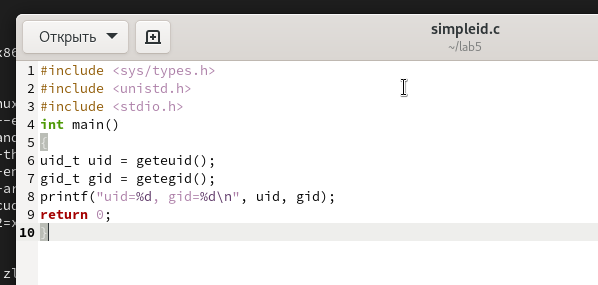 Открыть
simpleid.c
~/lab5
1 #include <sys/types.h>
2 #include <unistd.h>
3 #include <stdio.h>
4 int main()
5 {
6 uid_t uid = geteuid();
7 gid_t gid = getegid();
8 printf("uid=%d, gid=%d\n", uid, gid);
9 return 0;
10 }